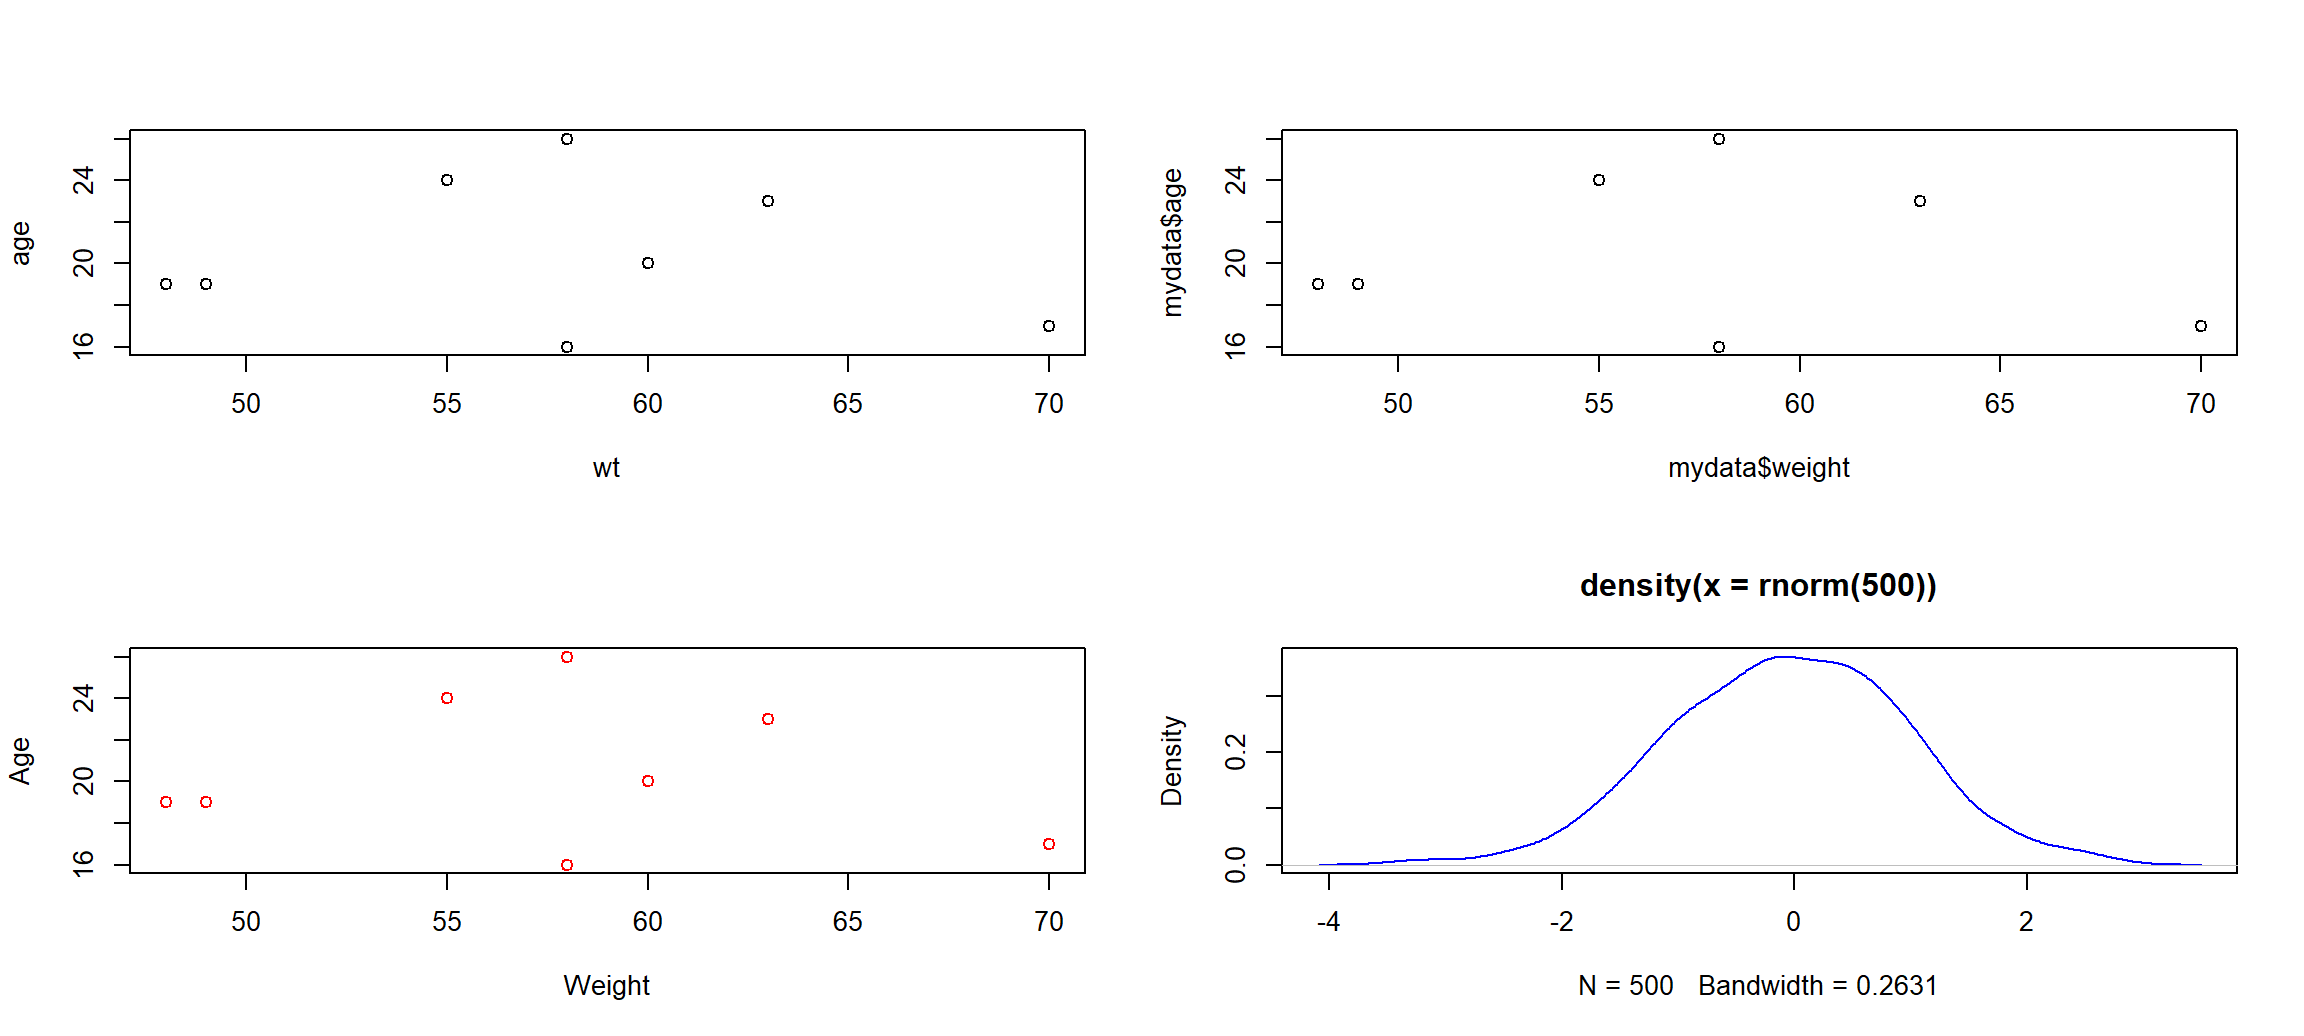 age
24
20
16
50 55 60 65 70
wt
mydata$age
24
20
16
50 55 60 65 70
mydata$weight
Age
24
20
16
50 55 60 65 70
Weight
density(x = rnorm(500))
Density
0.2
0.0
-4 -2 0 2
N = 500 Bandwidth = 0.2631